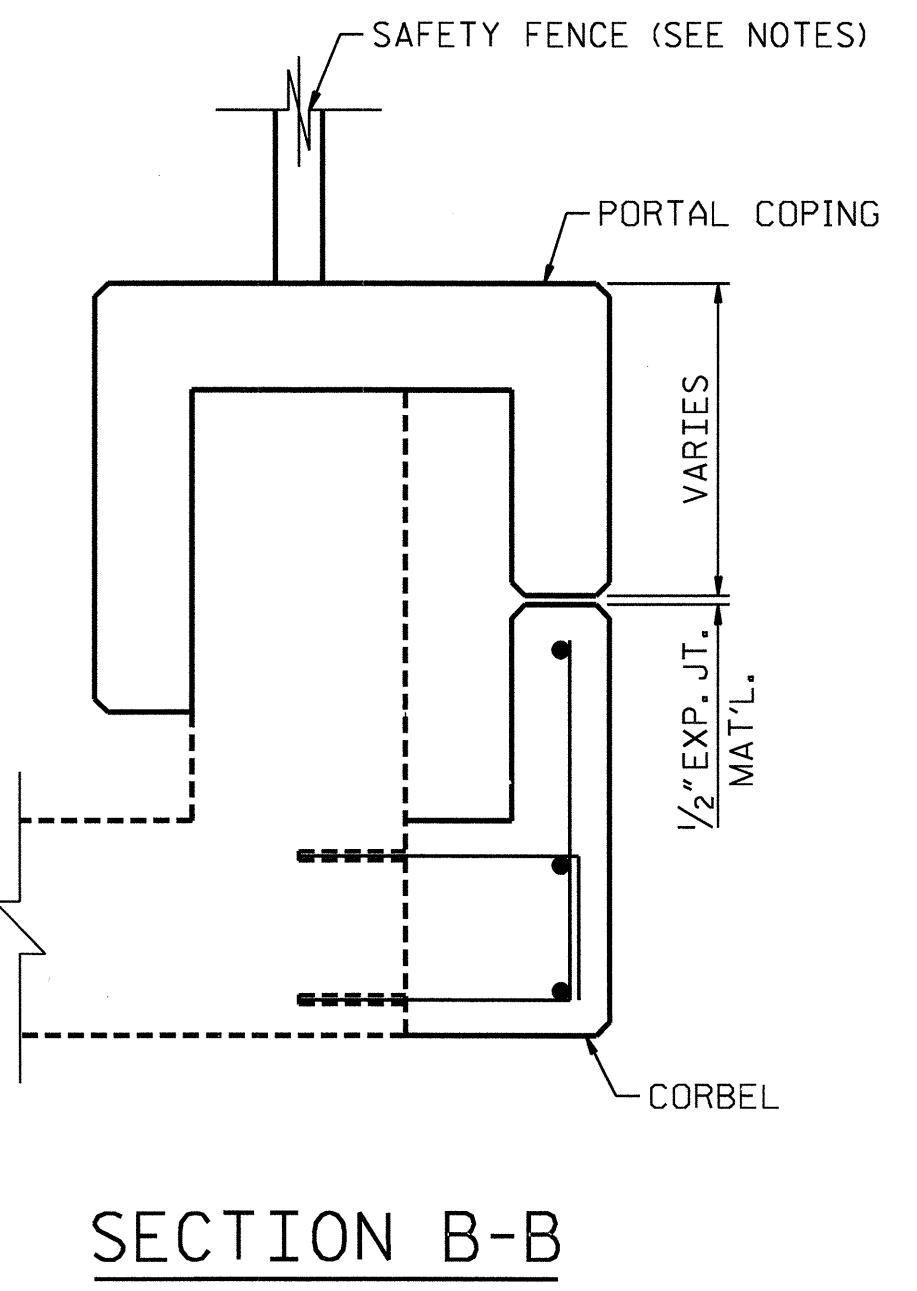 SAFETY FENCE (SEE NOTES)
PORTAL COPING
VARIES
1/2" EXP. JT.
MAT'L.
CORBEL
SECTION B-B